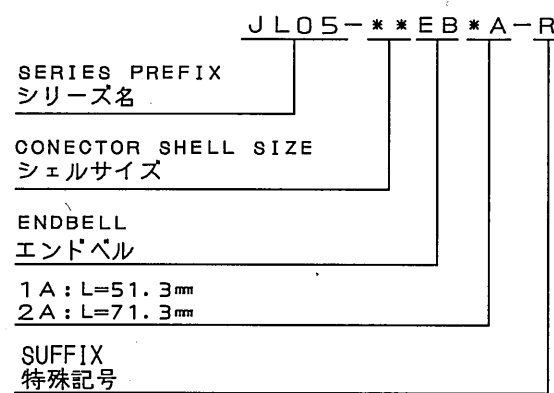 JL05-**EB*A-R
SERIES PREFIX
シリーズ名
CONECTOR SHELL SIZE
シェルサイズ
ENDBELL
エンドベル
1A:L=51.3㎜
2A:L=71.3㎜
SUFFIX
特殊記号